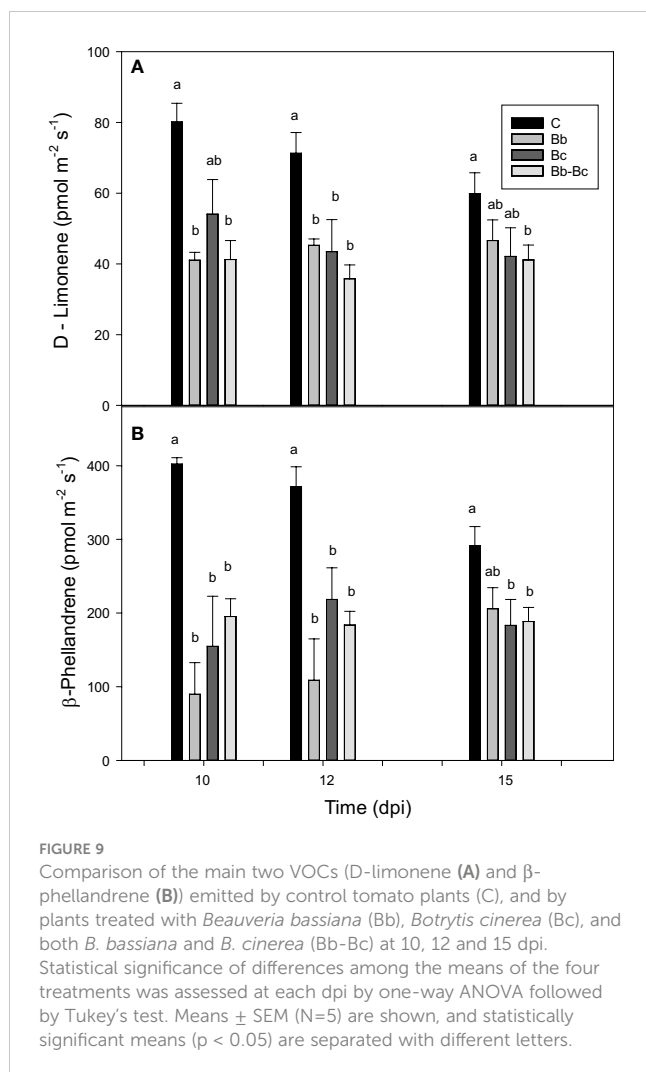 100
A
a
a
C
Bb
Bc
Bb-Bc
80
ab
a
60
b
b
b
b
b
ab
ab
b
40
20
0
D - Limonene (pmol m⁻² s⁻¹)
B
a
a
400
a
300
b
b
b
b
b
b
ab
b
b
200
100
0
β-Phellandrene (pmol m⁻² s⁻¹)
10
12
15
Time (dpi)
FIGURE 9
Comparison of the main two VOCs (D-limonene (A) and β-
phellandrene (B)) emitted by control tomato plants (C), and by
plants treated with Beauveria bassiana (Bb), Botrytis cinerea (Bc), and
both B. bassiana and B. cinerea (Bb-Bc) at 10, 12 and 15 dpi.
Statistical significance of differences among the means of the four
treatments was assessed at each dpi by one-way ANOVA followed
by Tukey's test. Means ± SEM (N=5) are shown, and statistically
significant means (p < 0.05) are separated with different letters.